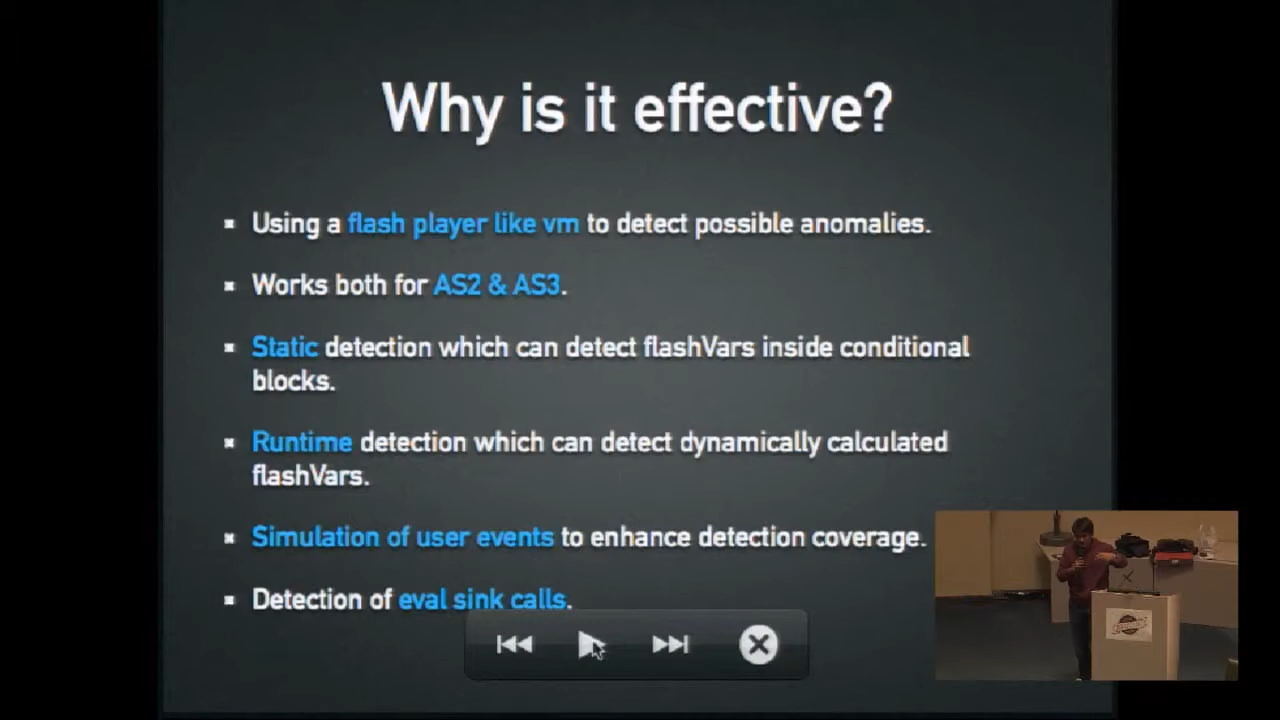 Why is it effective?
Using a flash player like vm to detect possible anomalies.
Works both for AS2 & AS3.
Static detection which can detect flashVars inside conditional
blocks.
Runtime detection which can detect dynamically calculated
flashVars.
Simulation of user events to enhance detection coverage.
Detection of eval sink calls.